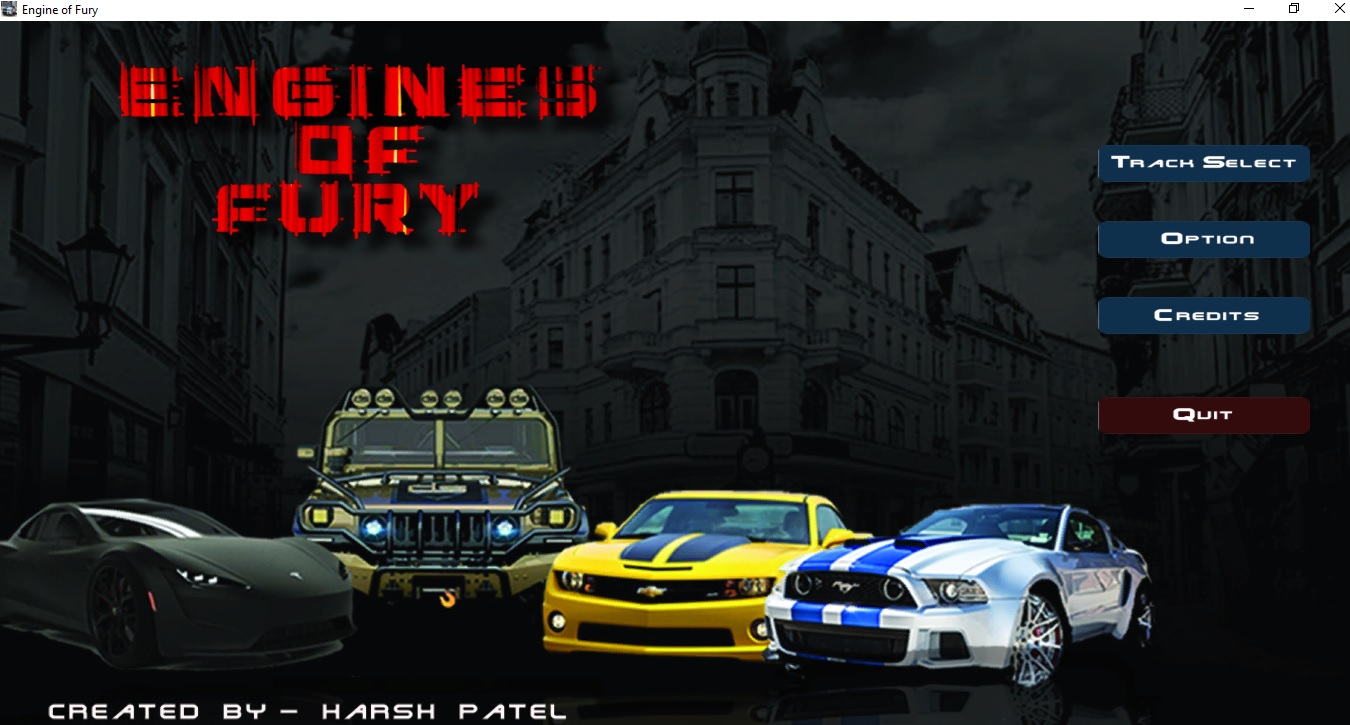 Engine of Fury
ENGINES
OF
FURY
Track Select
Option
Credits
Quit
CREATED BY - HARSH PATEL